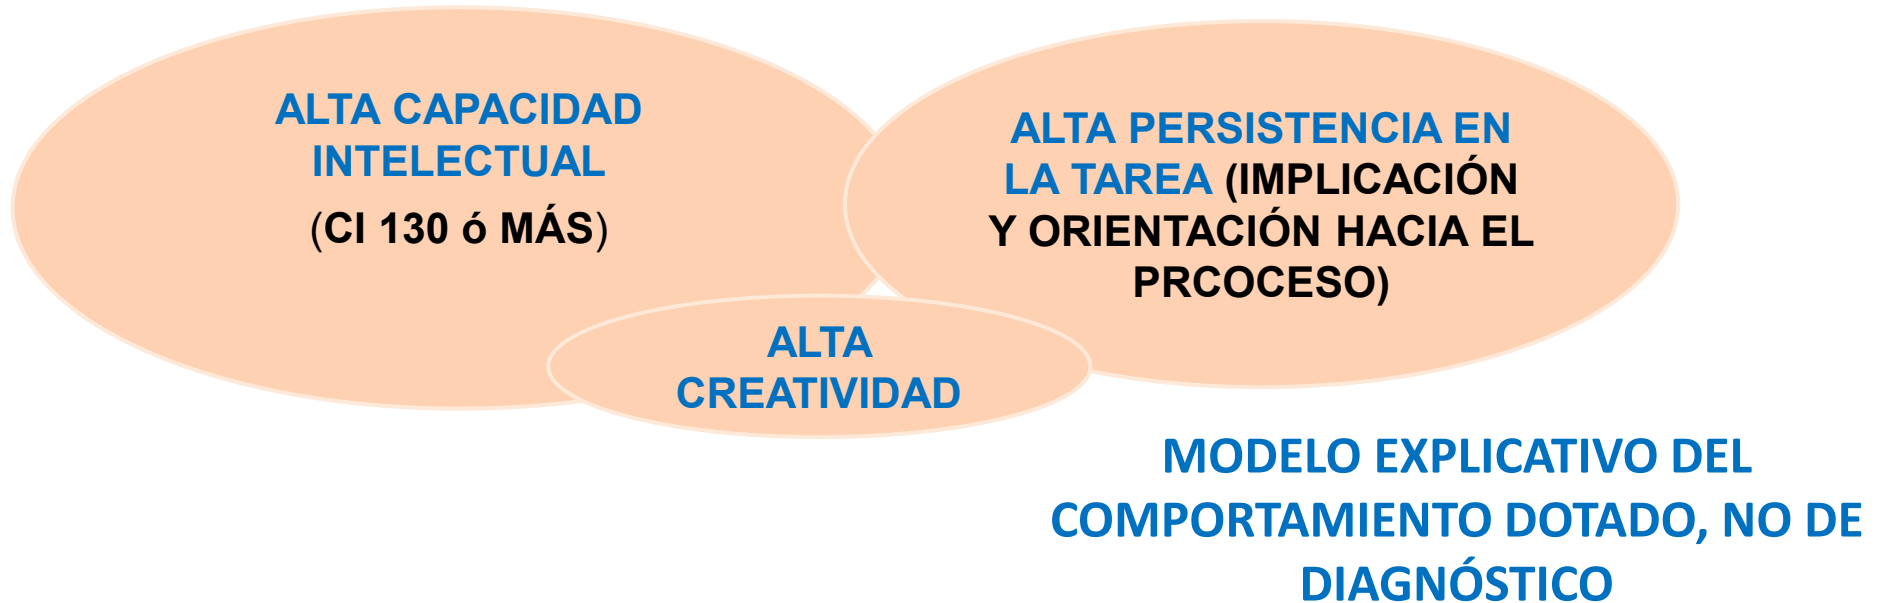 ALTA CAPACIDAD
INTELECTUAL
(CI 130 ó MÁS)
ALTA PERSISTENCIA EN
LA TAREA (IMPLICACIÓN
Y ORIENTACIÓN HACIA EL
PRCOCESO)
ALTA
CREATIVIDAD
MODELO EXPLICATIVO DEL
COMPORTAMIENTO DOTADO, NO DE
DIAGNÓSTICO